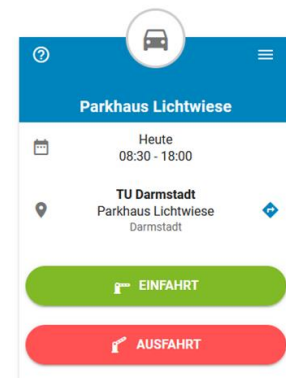 Parkhaus Lichtwiese
Heute
08:30 - 18:00
TU Darmstadt
Parkhaus Lichtwiese
Darmstadt
EINFAHRT
AUSFAHRT